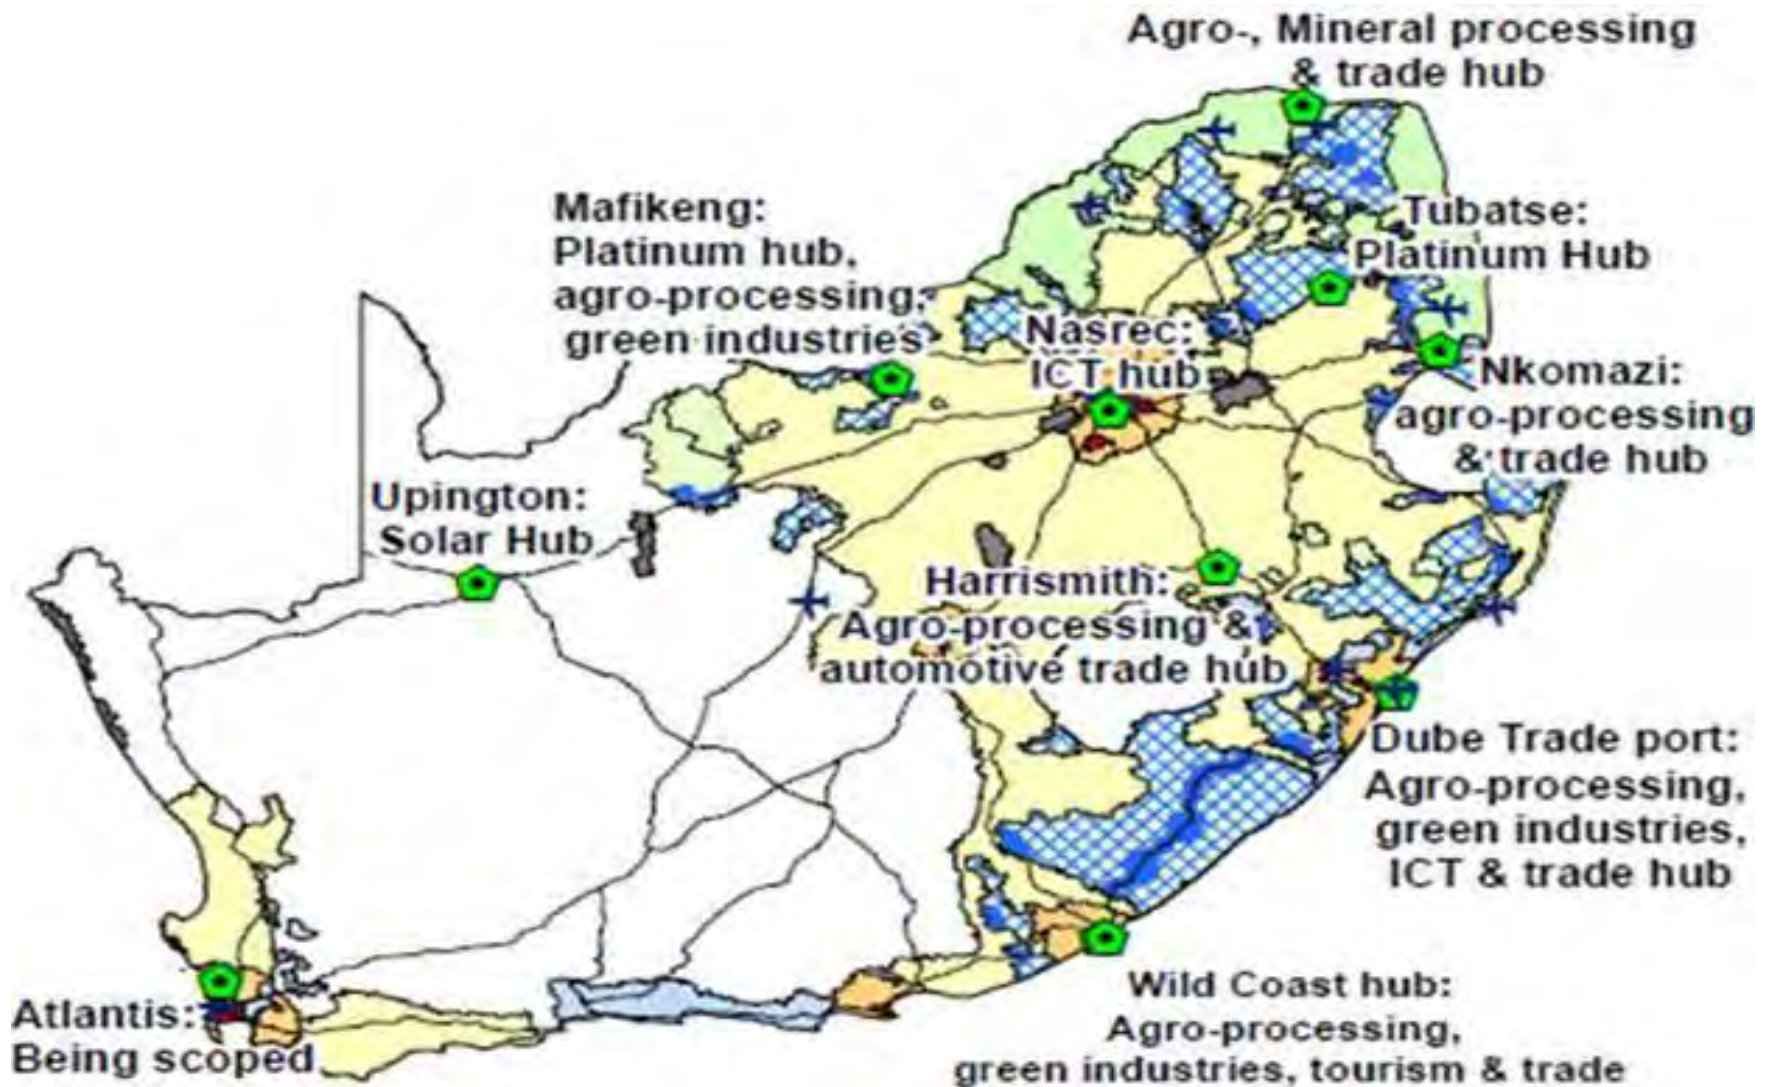 Agro-, Mineral processing
& trade hub
Mafikeng:
Platinum hub,
agro-processing,
green industries
Tubatse:
Platinum Hub
Nasrec:
ICT hub
Nkomazi:
agro-processing
& trade hub
Upington:
Solar Hub
Harrismith:
Agro-processing &
automotive trade hub
Dube Trade port:
Agro-processing,
green industries,
ICT & trade hub
Wild Coast hub:
Agro-processing,
green industries, tourism & trade
Atlantis:
Being scoped